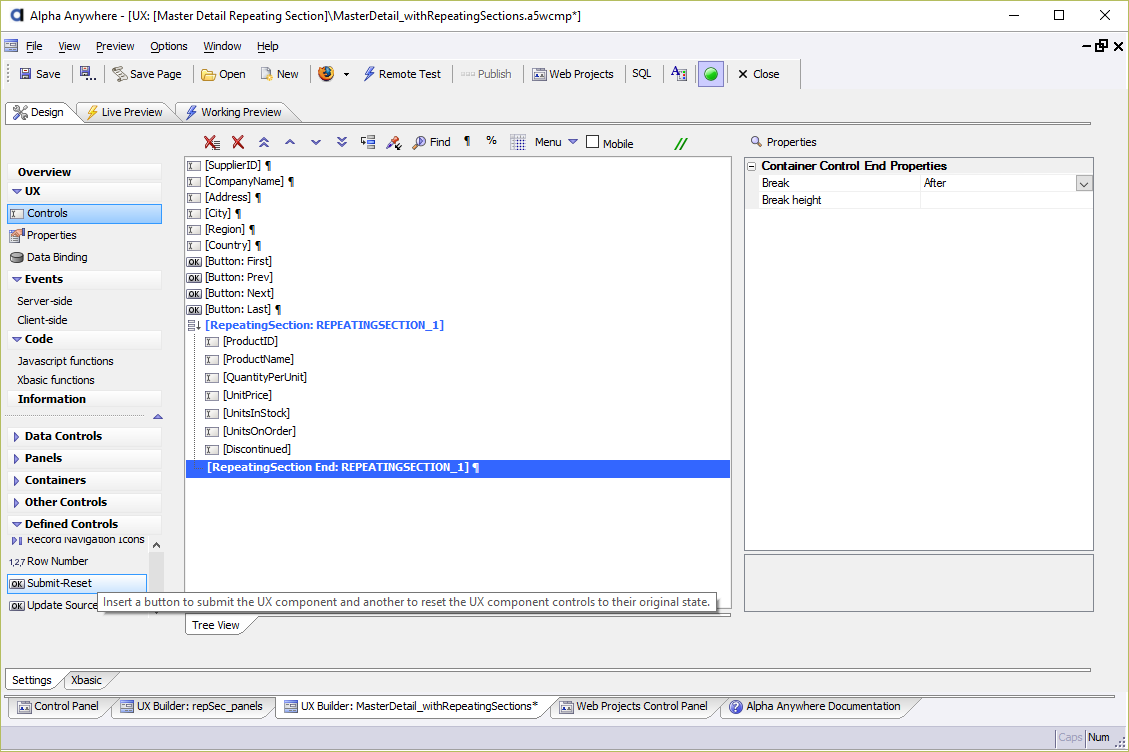 Alpha Anywhere - [UX: [Master Detail Repeating Section]\MasterDetail_withRepeatingSections.a5wcmp*]
File View Preview Options Window Help
Save Save Page Open New Remote Test Publish Web Projects SQL Close
Design Live Preview Working Preview
Find ¶ % Menu Mobile //
Properties
Overview
UX
Controls
Properties
Data Binding
Events
Server-side
Client-side
Code
Javascript functions
Xbasic functions
Information
Data Controls
Panels
Containers
Other Controls
Defined Controls
Record Navigation Icons
1,2,7 Row Number
OK Submit-Reset
OK Update Source
[SupplierID] ¶
[CompanyName] ¶
[Address] ¶
[City] ¶
[Region] ¶
[Country] ¶
OK [Button: First]
OK [Button: Prev]
OK [Button: Next]
OK [Button: Last] ¶
[RepeatingSection: REPEATINGSECTION_1]
[ProductID]
[ProductName]
[QuantityPerUnit]
[UnitPrice]
[UnitsInStock]
[UnitsOnOrder]
[Discontinued]
[RepeatingSection End: REPEATINGSECTION_1] ¶
Container Control End Properties
Break After
Break height
Insert a button to submit the UX component and another to reset the UX component controls to their original state.
Tree View
Settings Xbasic
Control Panel UX Builder: repSec_panels UX Builder: MasterDetail_withRepeatingSections* Web Projects Control Panel Alpha Anywhere Documentation
Caps Num